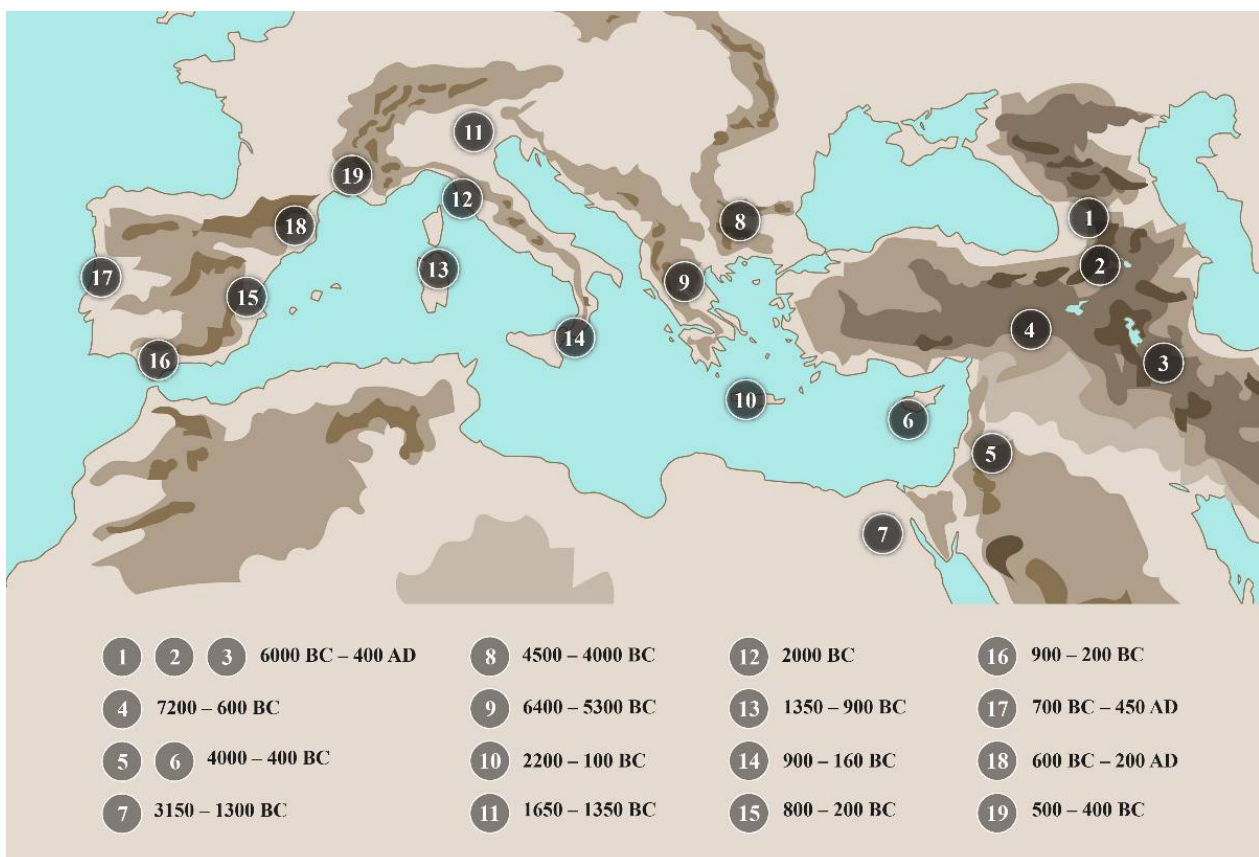 11
19
12
18
8
1
13
9
2
17
15
4
16
14
3
10
6
5
7
1 2 3 6000 BC – 400 AD
8 4500 – 4000 BC
12 2000 BC
16 900 – 200 BC
4 7200 – 600 BC
9 6400 – 5300 BC
13 1350 – 900 BC
17 700 BC – 450 AD
5 6 4000 – 400 BC
10 2200 – 100 BC
14 900 – 160 BC
18 600 BC – 200 AD
7 3150 – 1300 BC
11 1650 – 1350 BC
15 800 – 200 BC
19 500 – 400 BC